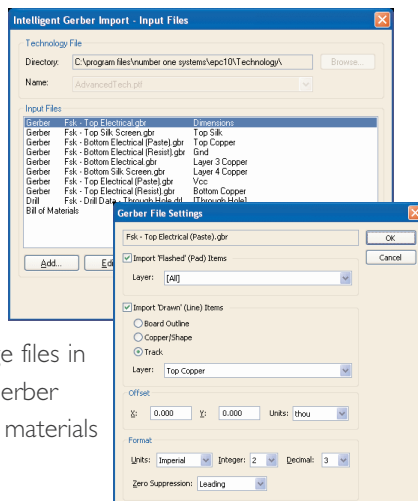 Intelligent Gerber Import - Input Files
Technology File
Directory: C:\program files\number one systems\epc10\Technology\ Browse...
Name: AdvancedTech.ptf
Input Files
Gerber Fsk - Top Electrical.gbr Dimensions
Gerber Fsk - Top Silk Screen.gbr Top Silk
Gerber Fsk - Bottom Electrical (Paste).gbr Top Copper
Gerber Fsk - Bottom Electrical (Resist).gbr Gnd
Gerber Fsk - Bottom Electrical.gbr Layer 3 Copper
Gerber Fsk - Bottom Silk Screen.gbr Layer 4 Copper
Gerber Fsk - Top Electrical (Paste).gbr Vcc
Gerber Fsk - Top Electrical (Resist).gbr Bottom Copper
Drill Fsk - Drill Data - Through Hole.drl [Through Hole]
Bill of Materials
Add...
Gerber File Settings
Fsk - Top Electrical (Paste).gbr OK
Import 'Flashed' (Pad) Items Cancel
Layer: [All]
Import 'Drawn' (Line) Items
Board Outline
Copper/Shape
Track
Layer: Top Copper
Offset
X: 0.000 Y: 0.000 Units: thou
Format
Units: Imperial Integer: 2 Decimal: 3
Zero Suppression: Leading
e files in
erber
materials